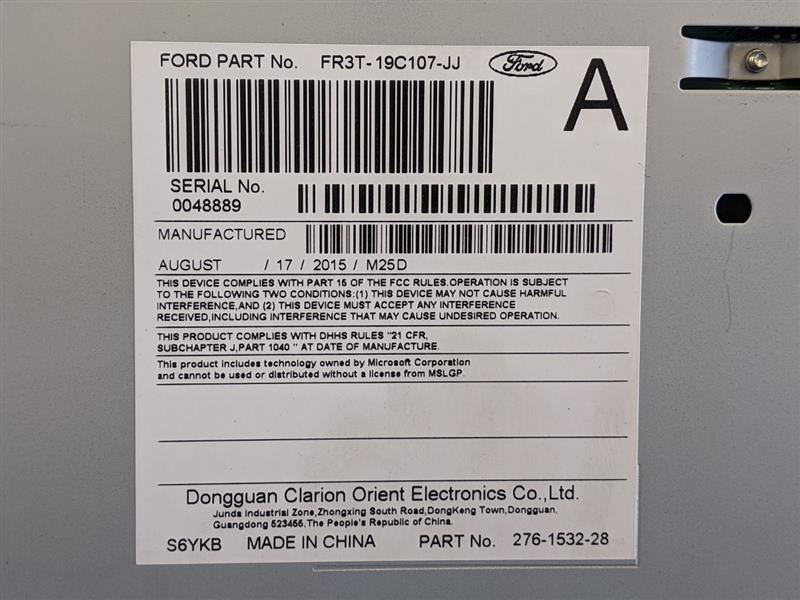 FORD PART No. FR3T-19C107-JJ Ford
A
SERIAL No.
0048889
MANUFACTURED
AUGUST / 17 / 2015 / M25D
THIS DEVICE COMPLIES WITH PART 15 OF THE FCC RULES.OPERATION IS SUBJECT
TO THE FOLLOWING TWO CONDITIONS:(1) THIS DEVICE MAY NOT CAUSE HARMFUL
INTERFERENCE,AND (2) THIS DEVICE MUST ACCEPT ANY INTERFERENCE
RECEIVED,INCLUDING INTERFERENCE THAT MAY CAUSE UNDESIRED OPERATION.
THIS PRODUCT COMPLIES WITH DHHS RULES "21 CFR,
SUBCHAPTER J,PART 1040 " AT DATE OF MANUFACTURE.
This product includes technology owned by Microsoft Corporation
and cannot be used or distributed without a license from MSLGP.
Dongguan Clarion Orient Electronics Co.,Ltd.
Junda Industrial Zone,Zhongxing South Road,DongKeng Town,Dongguan,
Guangdong 523455,The People's Republic of China.
S6YKB MADE IN CHINA PART No. 276-1532-28